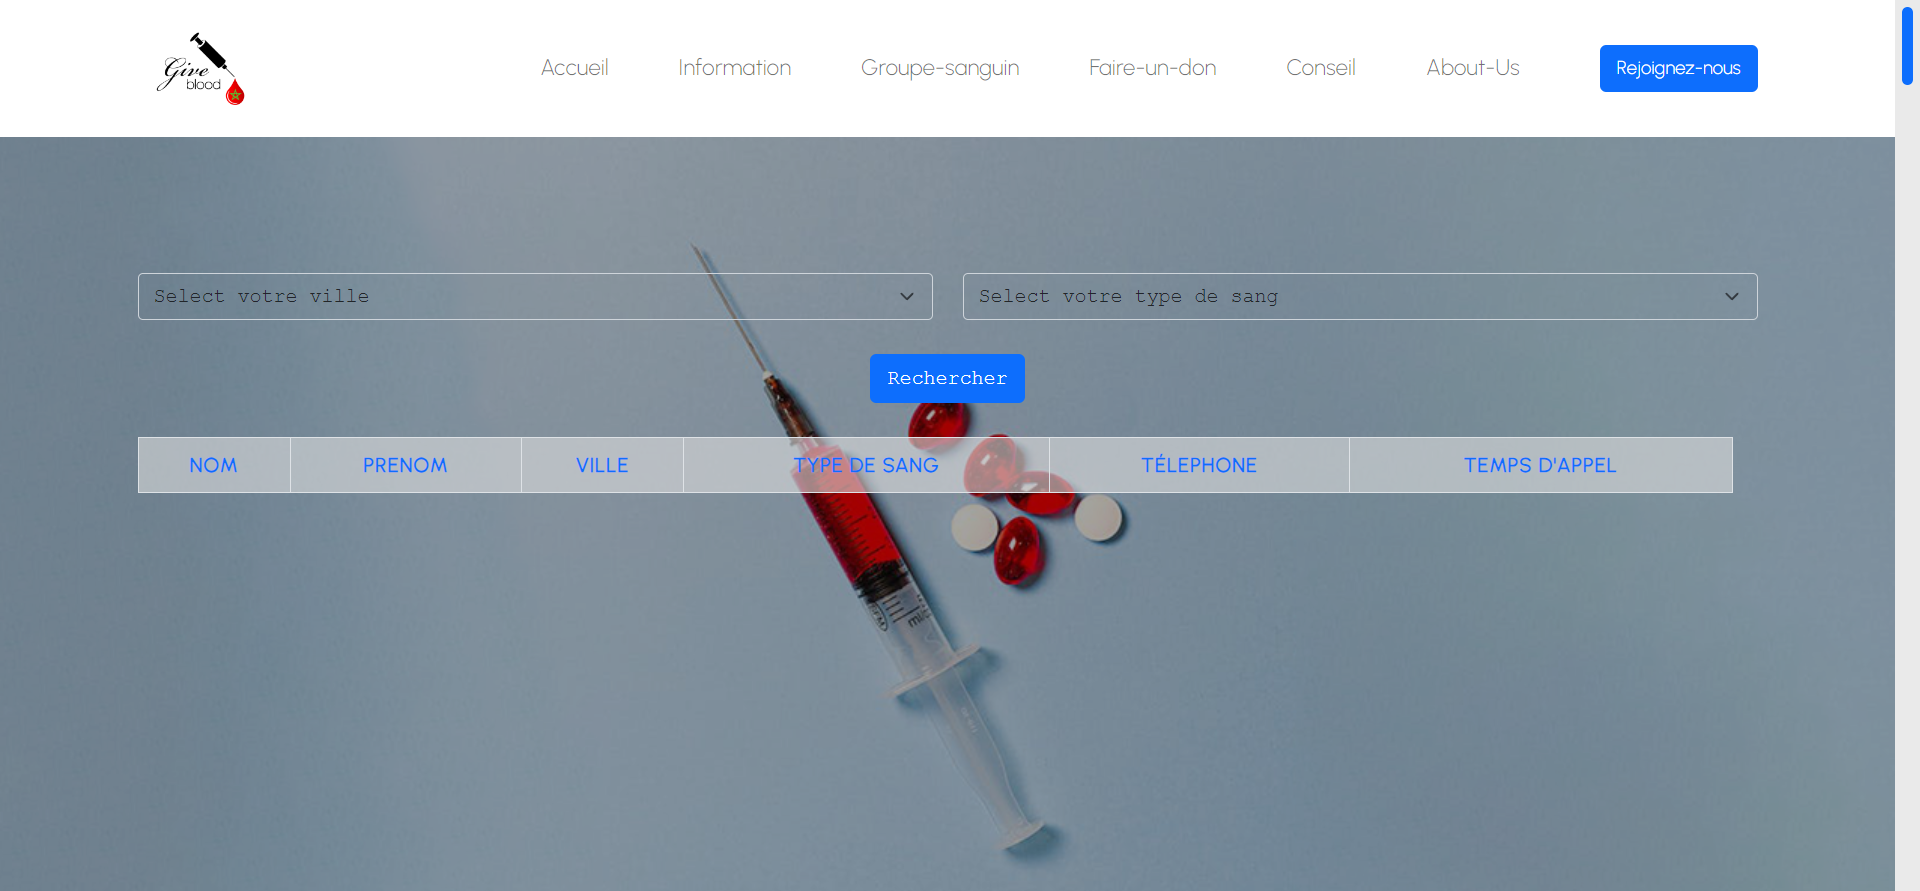 Give
blood
Accueil
Information
Groupe-sanguin
Faire-un-don
Conseil
About-Us
Rejoignez-nous
Select votre ville
Select votre type de sang
Rechercher
NOM
PRENOM
VILLE
TYPE DE SANG
TÉLEPHONE
TEMPS D'APPEL